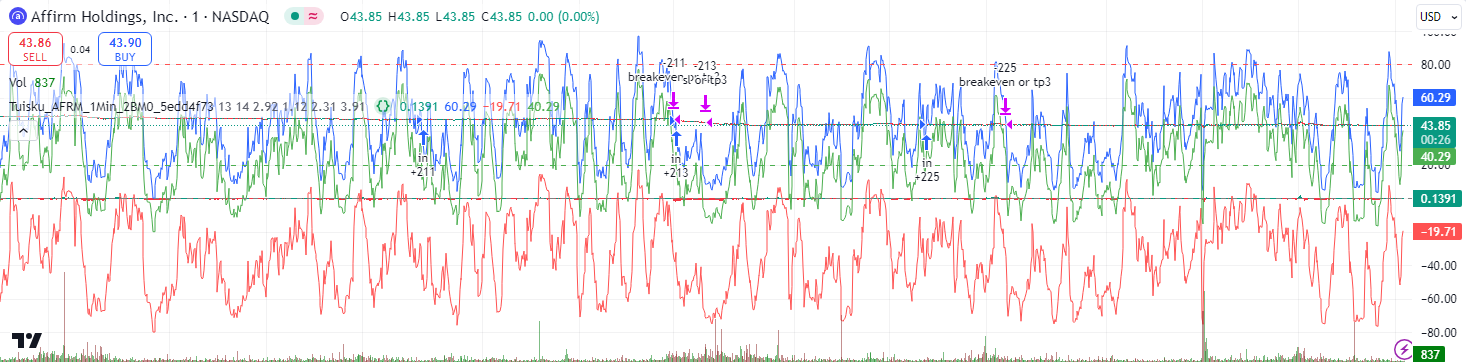 Affirm Holdings, Inc. · 1 · NASDAQ O43.85 H43.85 L43.85 C43.85 0.00 (0.00%)
USD
43.86
SELL
0.04
43.90
BUY
Vol 837
Tuisku_AFRM_1Min_2BM0_5edd4f73 13 14 2.92 1.12 2.31 3.91 0.1391 60.29 −19.71 40.29
-211
-213
breakeven or tp3
-225
breakeven or tp3
in
+211
in
+213
in
+225
80.00
60.29
43.85
00:26
40.29
20.00
0.1391
−19.71
−40.00
−60.00
−80.00
837